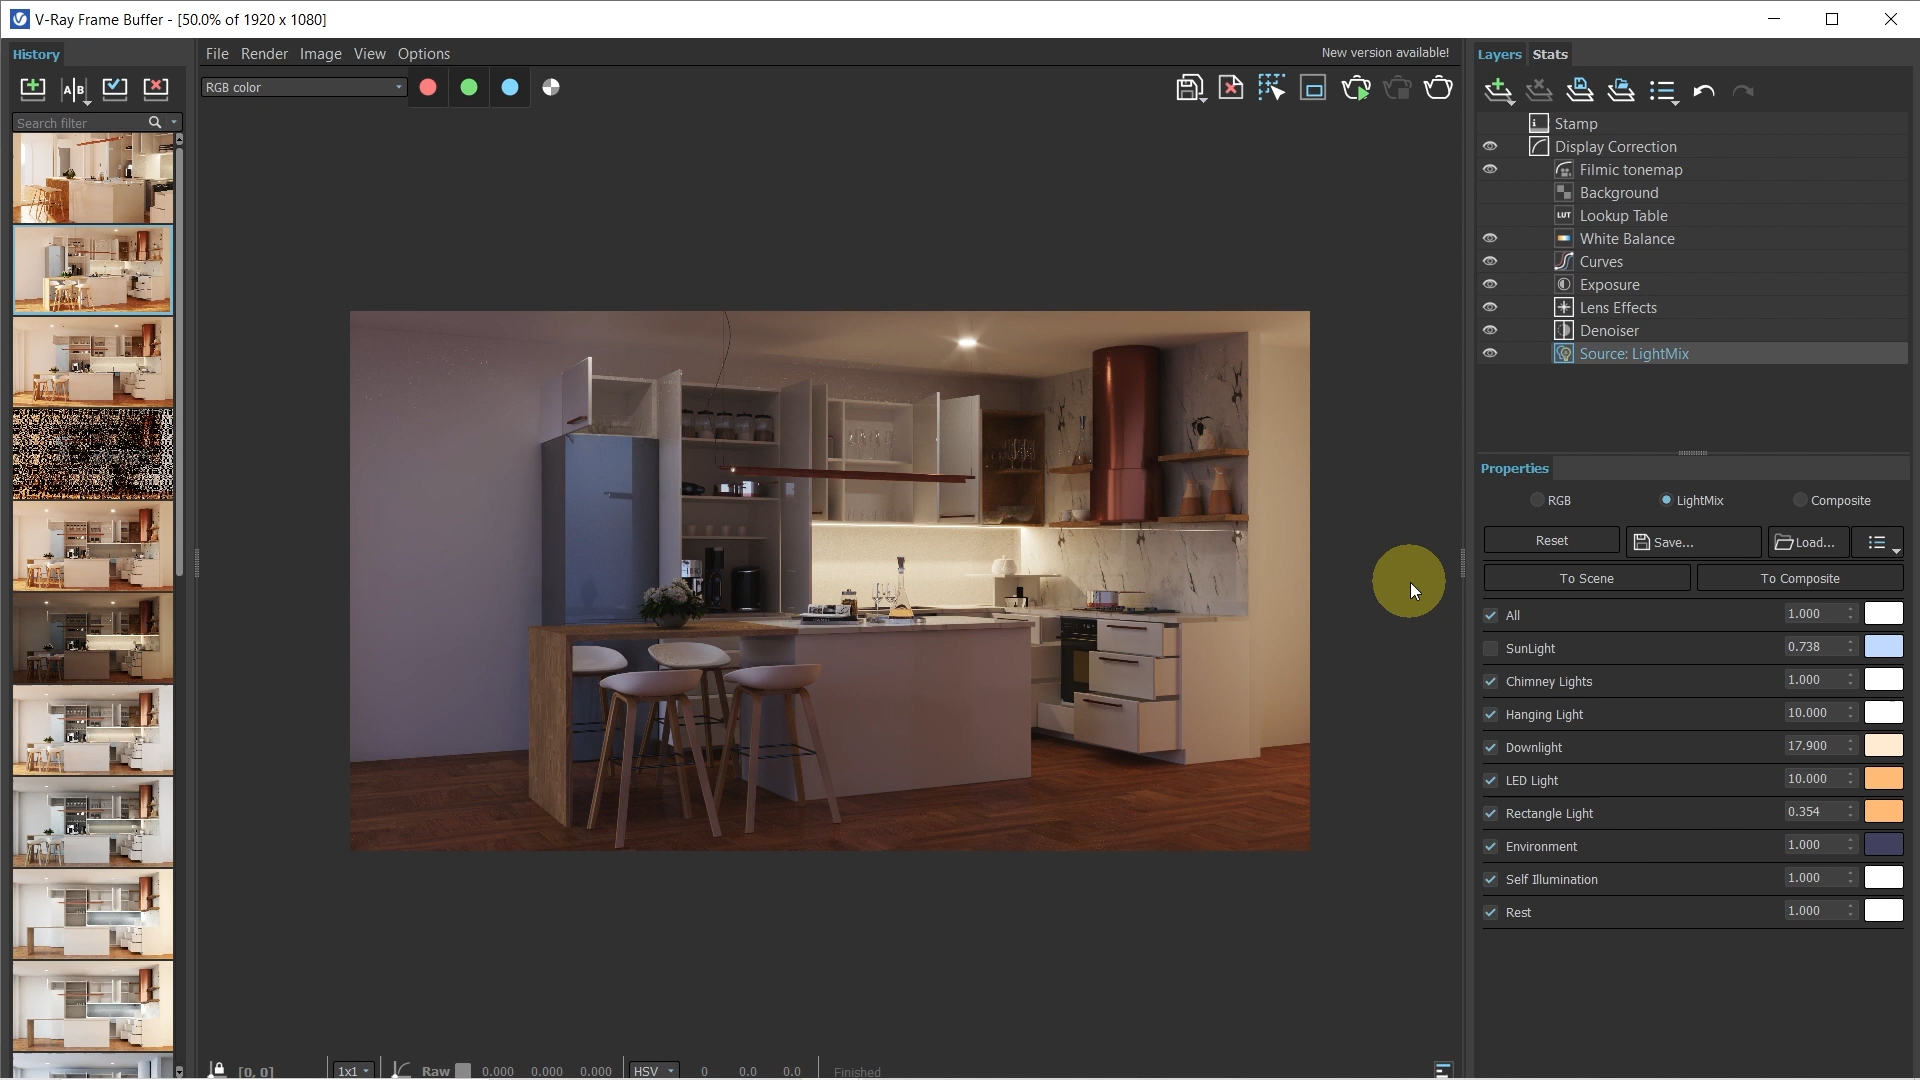 V-Ray Frame Buffer - [50.0% of 1920 x 1080]
History
File Render Image View Options
New version available!
Layers Stats
A B
RGB color
Search filter
Stamp
Display Correction
Filmic tonemap
Background
LUT Lookup Table
White Balance
Curves
Exposure
Lens Effects
Denoiser
Source: LightMix
Properties
RGB LightMix Composite
Reset Save... Load...
To Scene To Composite
All 1.000
SunLight 0.738
Chimney Lights 1.000
Hanging Light 10.000
Downlight 17.900
LED Light 10.000
Rectangle Light 0.354
Environment 1.000
Self Illumination 1.000
Rest 1.000
[0, 0] 1x1 Raw 0.000 0.000 0.000 HSV 0 0.0 0.0 Finished